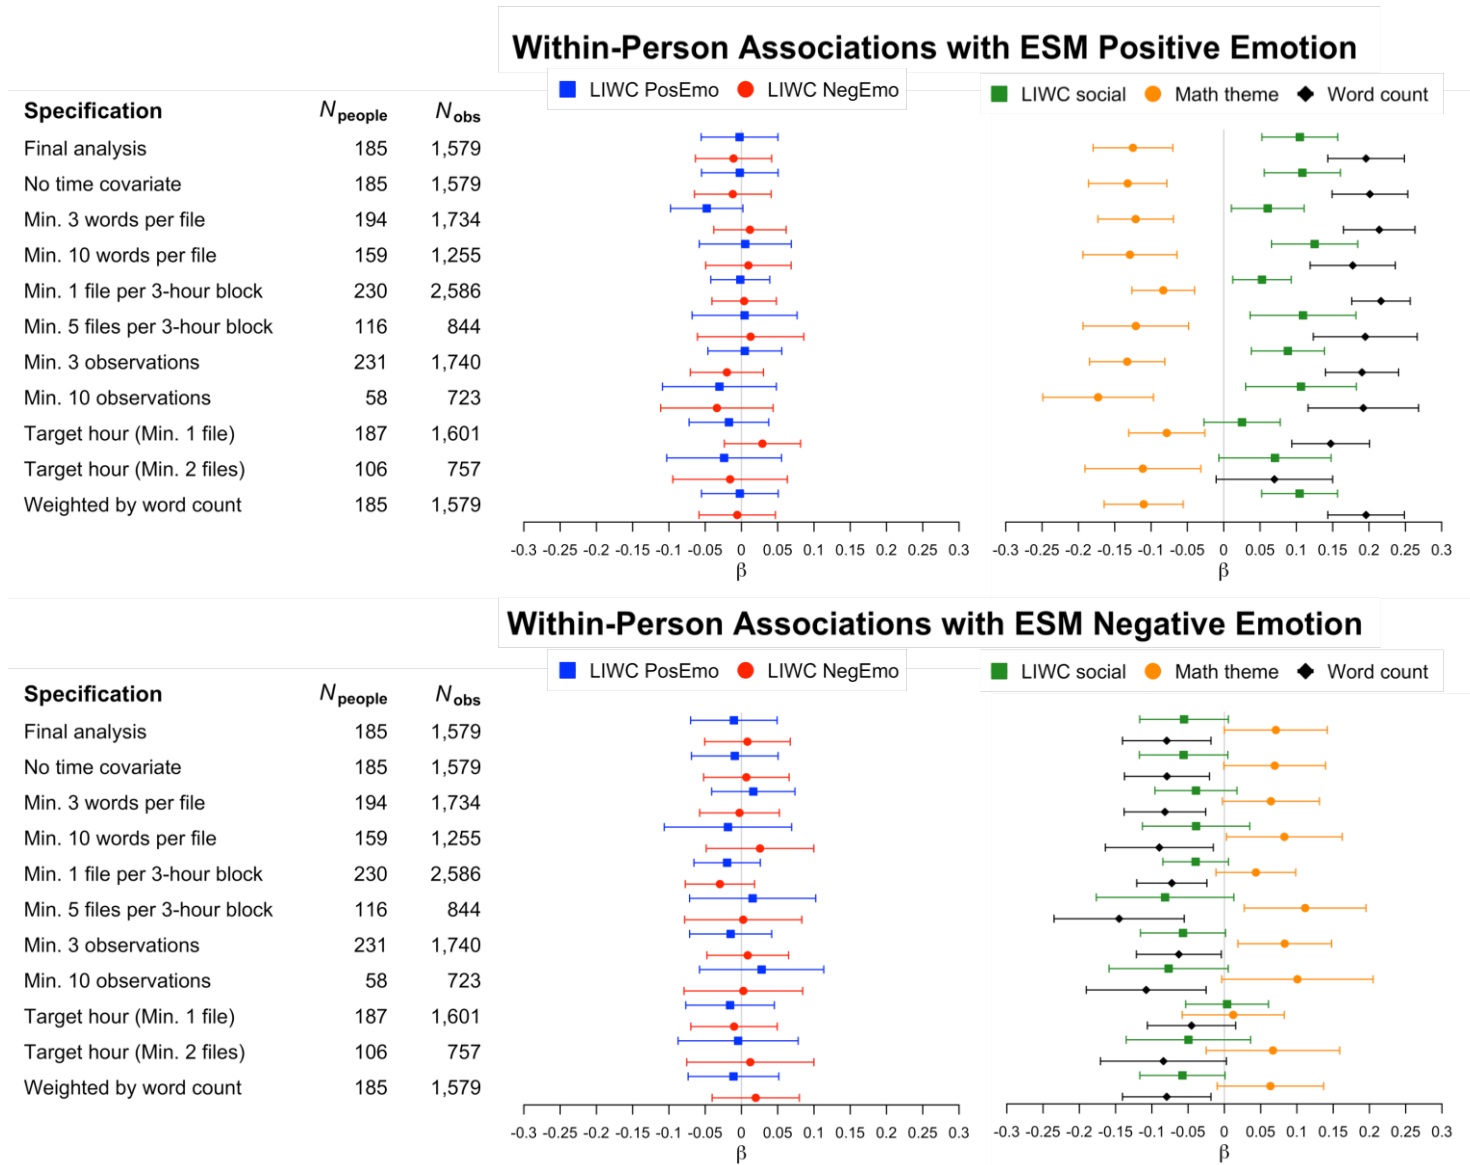 Within-Person Associations with ESM Positive Emotion
LIWC PosEmo LIWC NegEmo LIWC social Math theme Word count
Specification N people N obs
Final analysis 185 1,579
No time covariate 185 1,579
Min. 3 words per file 194 1,734
Min. 10 words per file 159 1,255
Min. 1 file per 3-hour block 230 2,586
Min. 5 files per 3-hour block 116 844
Min. 3 observations 231 1,740
Min. 10 observations 58 723
Target hour (Min. 1 file) 187 1,601
Target hour (Min. 2 files) 106 757
Weighted by word count 185 1,579
-0.3 -0.25 -0.15 -0.05 0 0.05 0.1 0.15 0.2 0.25 0.3 -0.3 -0.25 -0.2 -0.15 -0.1 -0.05 0 0.05 0.1 0.15 0.2 0.25 0.3
β β
Within-Person Associations with ESM Negative Emotion
LIWC PosEmo LIWC NegEmo LIWC social Math theme Word count
Specification N people N obs
Final analysis 185 1,579
No time covariate 185 1,579
Min. 3 words per file 194 1,734
Min. 10 words per file 159 1,255
Min. 1 file per 3-hour block 230 2,586
Min. 5 files per 3-hour block 116 844
Min. 3 observations 231 1,740
Min. 10 observations 58 723
Target hour (Min. 1 file) 187 1,601
Target hour (Min. 2 files) 106 757
Weighted by word count 185 1,579
-0.3 -0.25 -0.2 -0.15 -0.1 -0.05 0 0.05 0.1 0.15 0.2 0.25 0.3 -0.3 -0.25 -0.2 -0.15 -0.1 -0.05 0 0.05 0.1 0.15 0.2 0.25 0.3
β β